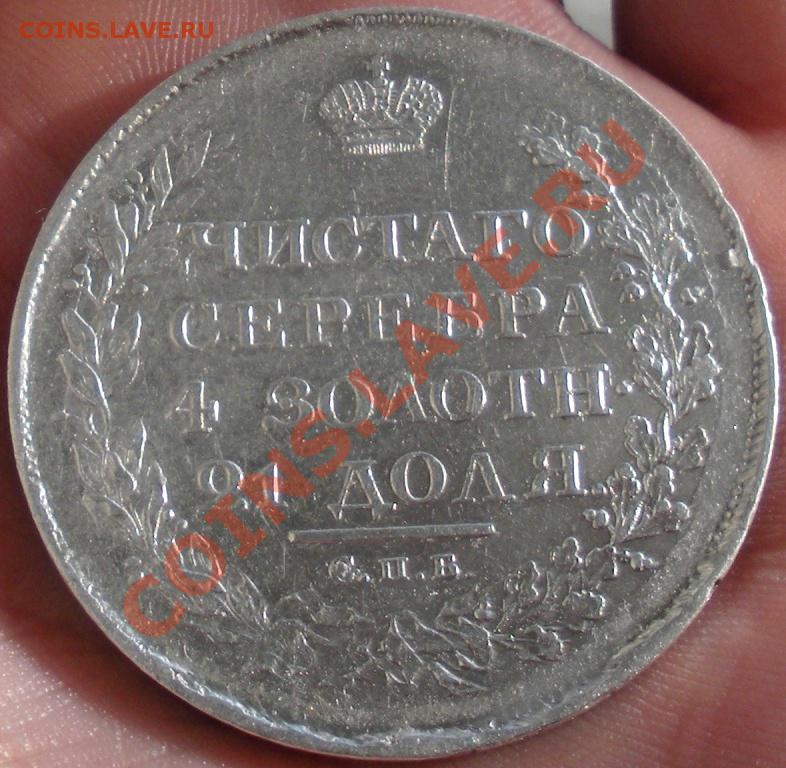 COINS.LAVE.RU
ЧИСТАГО
СЕРЕБРА
4 ЗОЛОТН.
21 ДОЛЯ
С.П.Б.
COINS.LAVE.RU